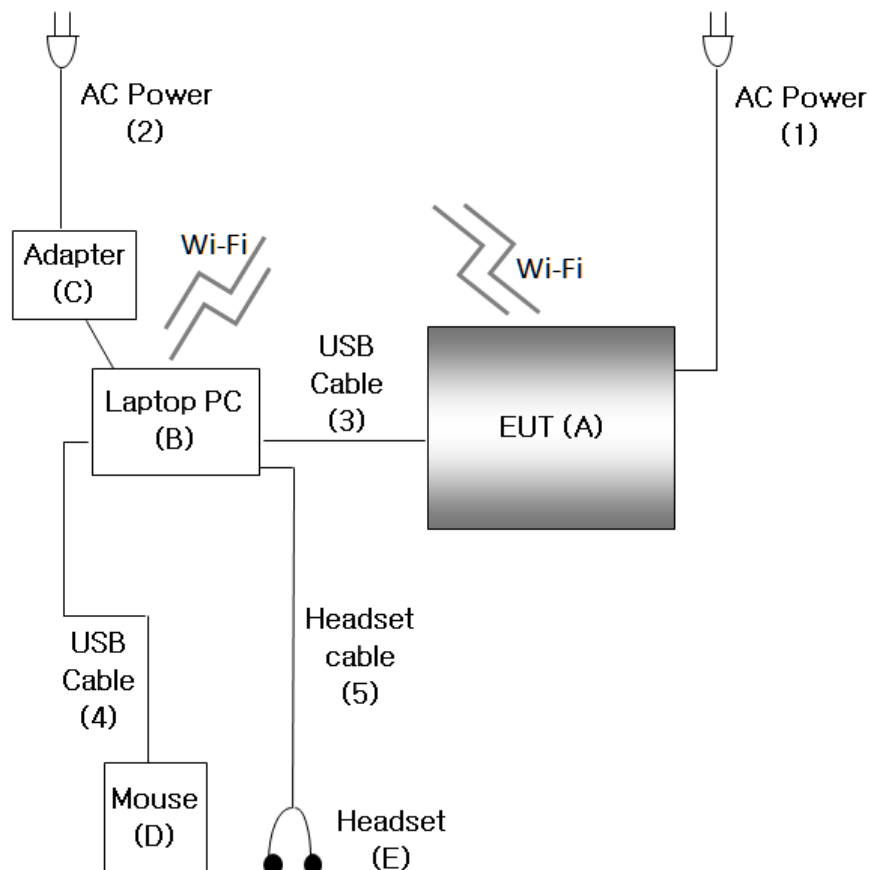 AC Power
(2)
AC Power
(1)
Adapter
(C)
Wi-Fi
Wi-Fi
USB
Cable
(3)
Laptop PC
(B)
EUT (A)
Headset
cable
(5)
USB
Cable
(4)
Mouse
(D)
Headset
(E)